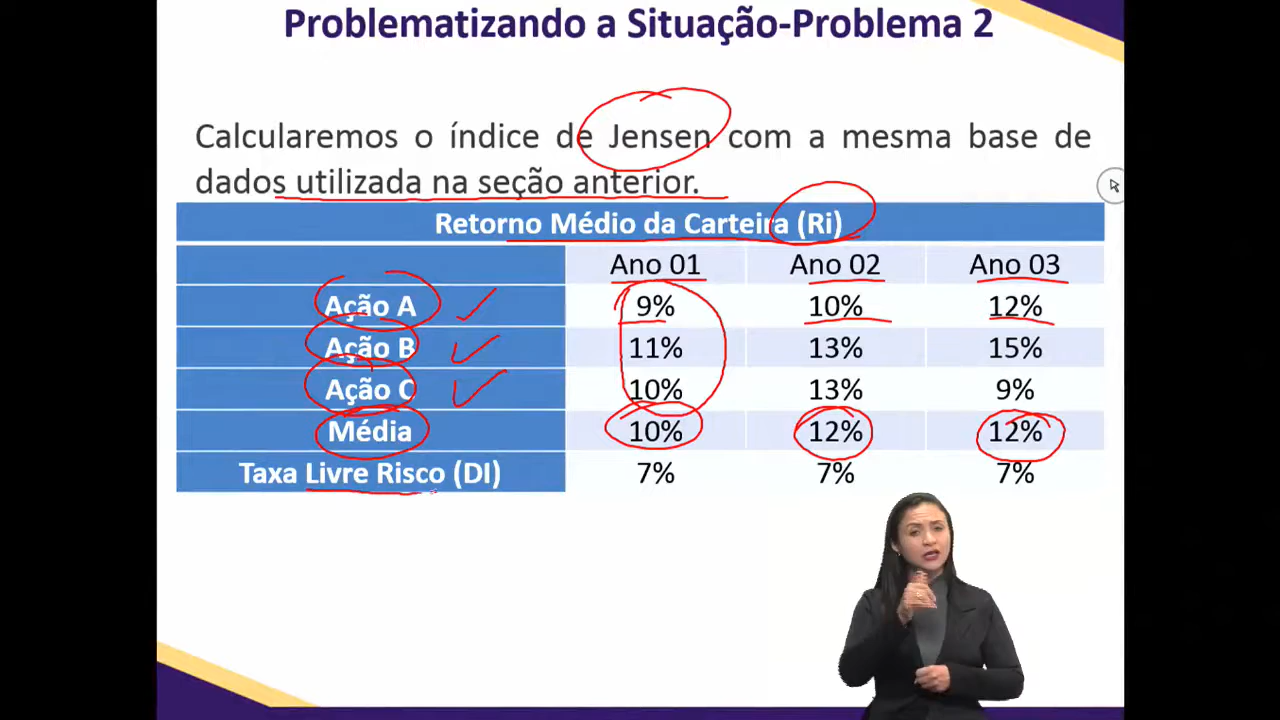 Problematizando a Situação-Problema 2
Calcularemos o índice de Jensen com a mesma base de
dados utilizada na seção anterior.
Retorno Médio da Carteira (Ri)
Ano 01 Ano 02 Ano 03
Ação A 9% 10% 12%
Ação B 11% 13% 15%
Ação C 10% 13% 9%
Média 10% 12% 12%
Taxa Livre Risco (DI) 7% 7% 7%